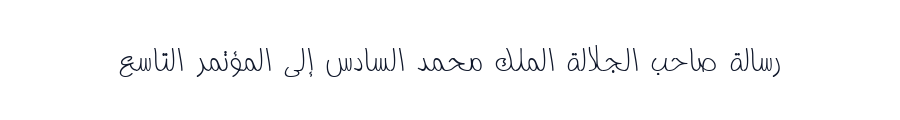 رسالة صاحب الجلالة الملك محمد السادس إلى المؤتمر التاسع